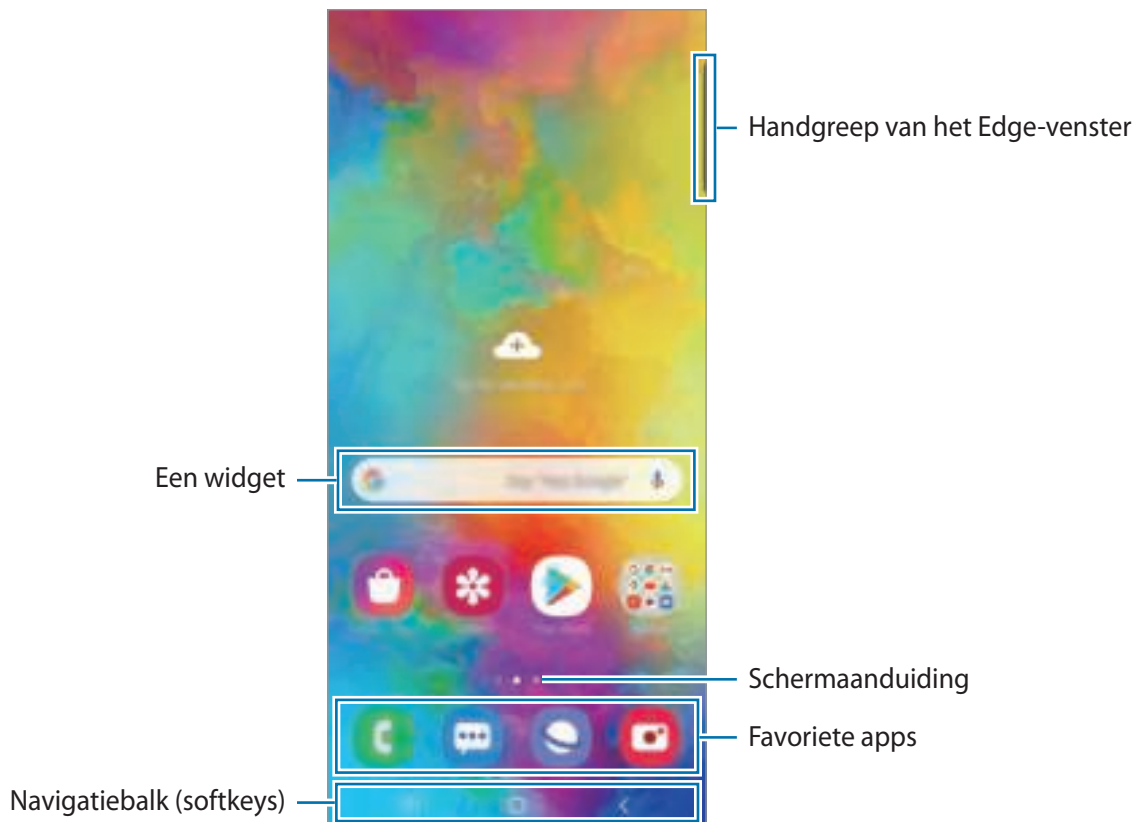 Handgreep van het Edge-venster
Een widget
Schermaanduiding
Favoriete apps
Navigatiebalk (softkeys)